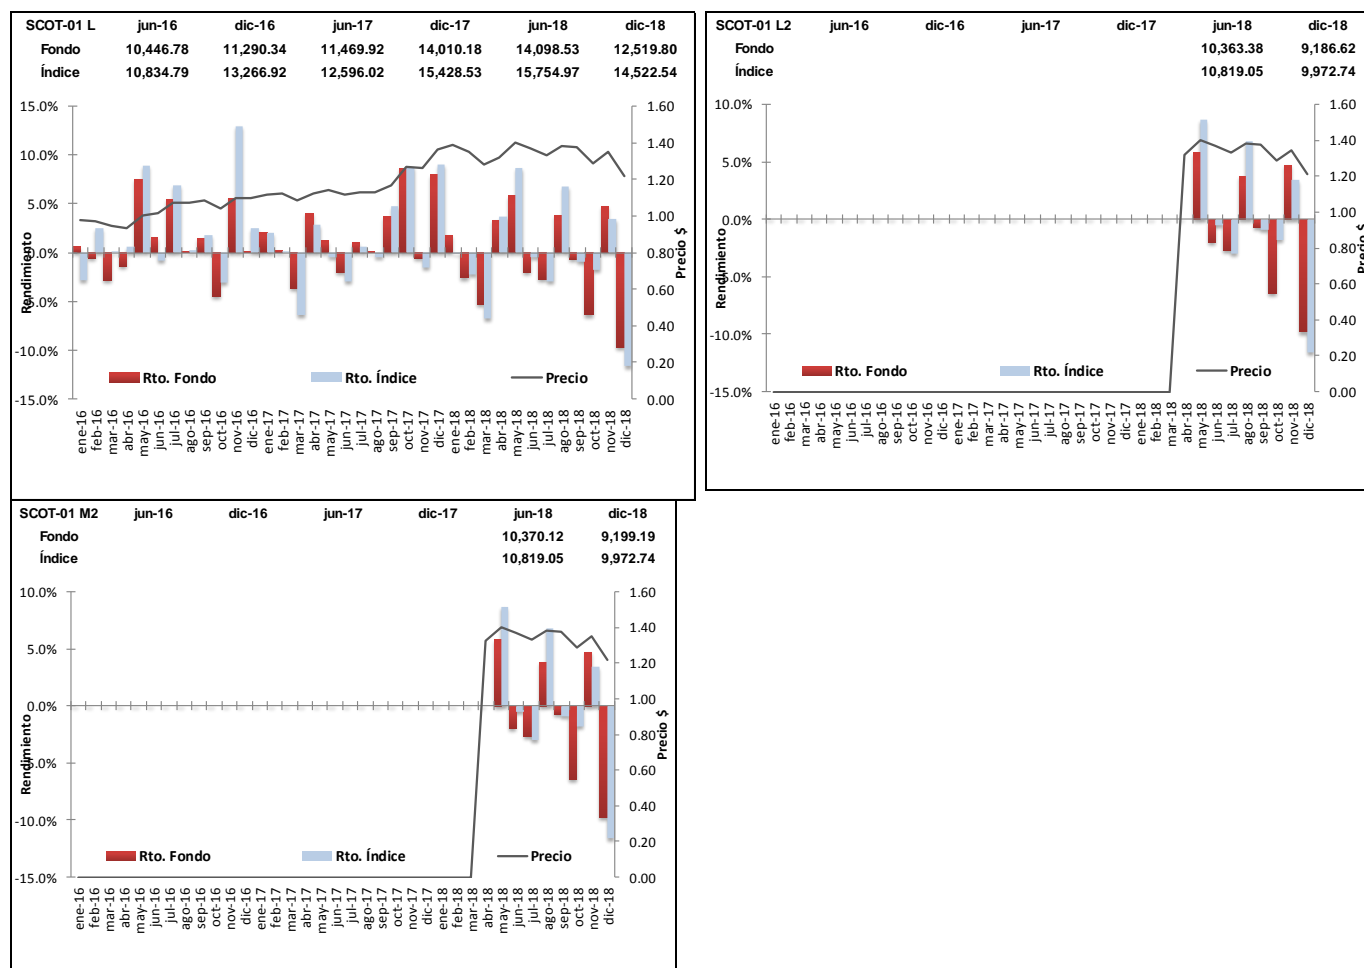 SCOT-01 L jun-16 dic-16 jun-17 dic-17 jun-18 dic-18
Fondo 10,446.78 11,290.34 11,469.92 14,010.18 14,098.53 12,519.80
Índice 10,834.79 13,266.92 12,596.02 15,428.53 15,754.97 14,522.54
15.0%
10.0%
5.0%
0.0%
-5.0%
-10.0%
-15.0%
Rendimiento
1.60
1.40
1.20
1.00
0.80
0.60
0.40
0.20
0.00
Precio $
Rto. Fondo Rto. Índice Precio
ene-16 feb-16 mar-16 abr-16 may-16 jun-16 jul-16 ago-16 sep-16 oct-16 nov-16 dic-16 ene-17 feb-17 mar-17 abr-17 may-17 jun-17 jul-17 ago-17 sep-17 oct-17 nov-17 dic-17 ene-18 feb-18 mar-18 abr-18 may-18 jun-18 jul-18 ago-18 sep-18 oct-18 nov-18 dic-18
SCOT-01 L2 jun-16 dic-16 jun-17 dic-17 jun-18 dic-18
Fondo 10,363.38 9,186.62
Índice 10,819.05 9,972.74
10.0%
5.0%
0.0%
-5.0%
-10.0%
-15.0%
Rendimiento
1.60
1.40
1.20
1.00
0.80
0.60
0.40
0.20
0.00
Precio $
Rto. Fondo Rto. Índice Precio
ene-16 feb-16 mar-16 abr-16 may-16 jun-16 jul-16 ago-16 sep-16 oct-16 nov-16 dic-16 ene-17 feb-17 mar-17 abr-17 may-17 jun-17 jul-17 ago-17 sep-17 oct-17 nov-17 dic-17 ene-18 feb-18 mar-18 abr-18 may-18 jun-18 jul-18 ago-18 sep-18 oct-18 nov-18 dic-18
SCOT-01 M2 jun-16 dic-16 jun-17 dic-17 jun-18 dic-18
Fondo 10,370.12 9,199.19
Índice 10,819.05 9,972.74
10.0%
5.0%
0.0%
-5.0%
-10.0%
-15.0%
Rendimiento
1.60
1.40
1.20
1.00
0.80
0.60
0.40
0.20
0.00
Precio $
Rto. Fondo Rto. Índice Precio
ene-16 feb-16 mar-16 abr-16 may-16 jun-16 jul-16 ago-16 sep-16 oct-16 nov-16 dic-16 ene-17 feb-17 mar-17 abr-17 may-17 jun-17 jul-17 ago-17 sep-17 oct-17 nov-17 dic-17 ene-18 feb-18 mar-18 abr-18 may-18 jun-18 jul-18 ago-18 sep-18 oct-18 nov-18 dic-18